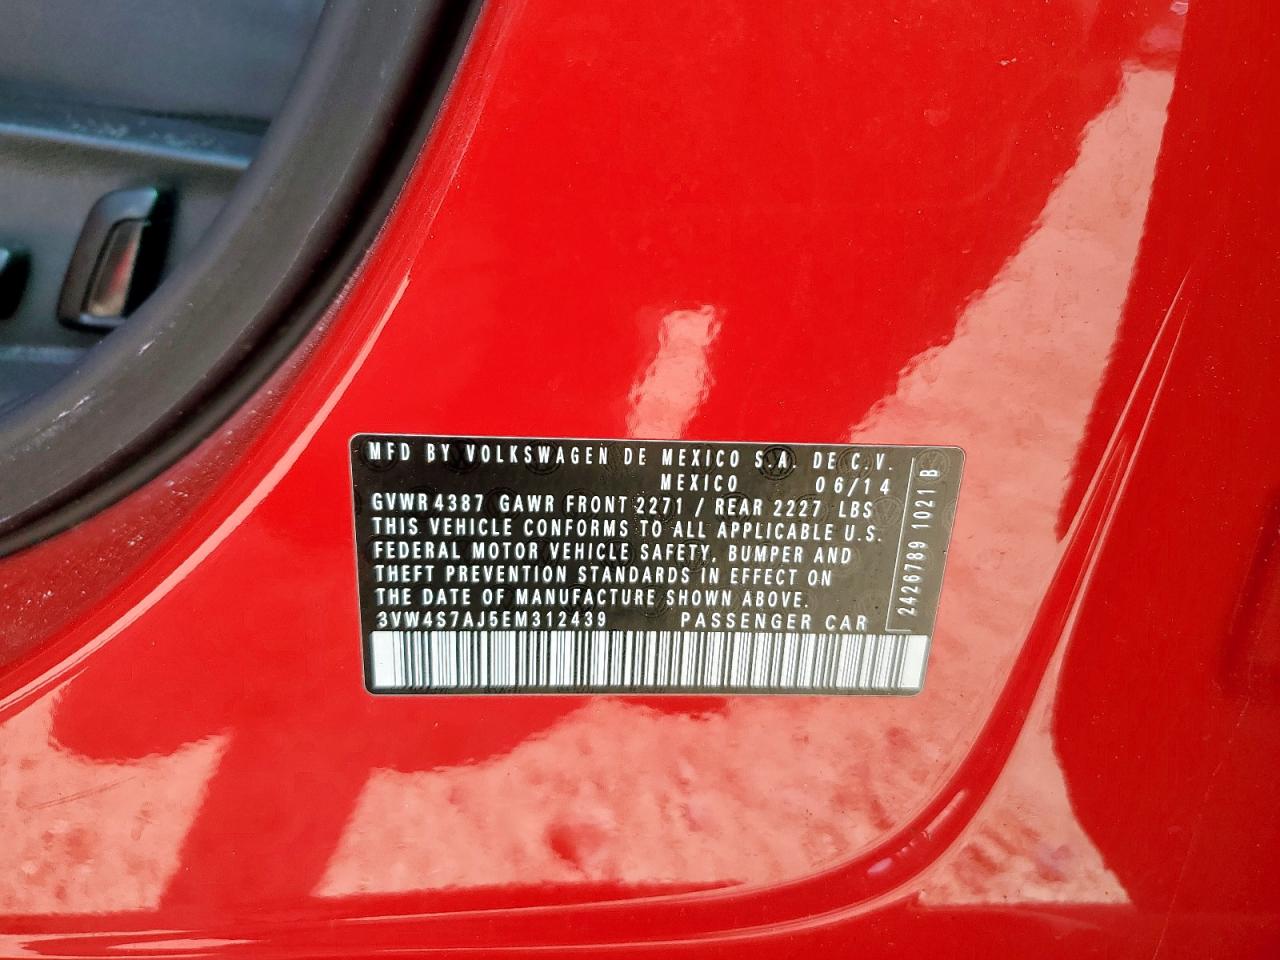 MFD BY VOLKSWAGEN DE MEXICO S.A. DE C.V.
MEXICO 06/14
GVWR 4387 GAWR FRONT 2271 / REAR 2227 LBS
THIS VEHICLE CONFORMS TO ALL APPLICABLE U.S.
FEDERAL MOTOR VEHICLE SAFETY, BUMPER AND
THEFT PREVENTION STANDARDS IN EFFECT ON
THE DATE OF MANUFACTURE SHOWN ABOVE.
3VW4S7AJ5EM312439 PASSENGER CAR
2426789 1021 B